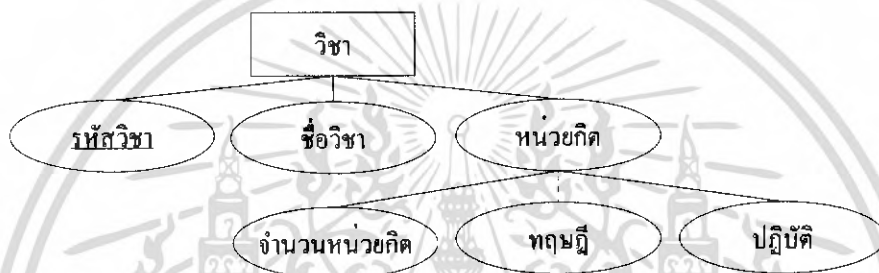 วิชา
รหัสวิชา ชื่อวิชา หน่วยกิต
จำนวนหน่วยกิต ทฤษฎี ปฏิบัติ